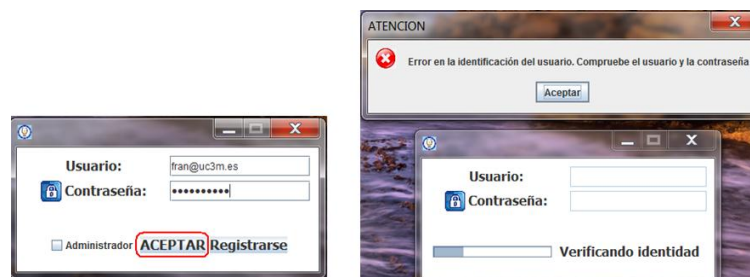 Usuario:
fran@uc3m.es
Contraseña:
••••••••••
Administrador ACEPTAR Registrarse
ATENCION
Error en la identificación del usuario. Compruebe el usuario y la contraseña
Aceptar
Usuario:
Contraseña:
Verificando identidad